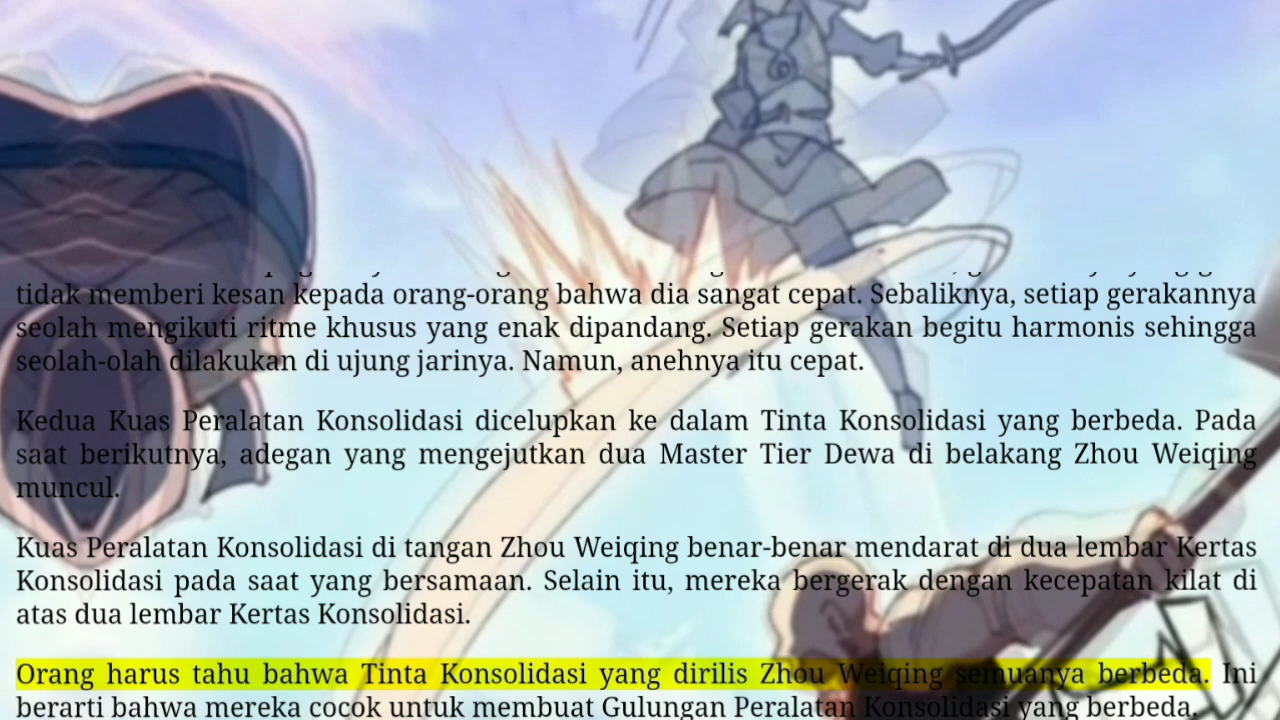 tidak memberi kesan kepada orang-orang bahwa dia sangat cepat. Sebaliknya, setiap gerakannya
seolah mengikuti ritme khusus yang enak dipandang. Setiap gerakan begitu harmonis sehingga
seolah-olah dilakukan di ujung jarinya. Namun, anehnya itu cepat.
Kedua Kuas Peralatan Konsolidasi dicelupkan ke dalam Tinta Konsolidasi yang berbeda. Pada
saat berikutnya, adegan yang mengejutkan dua Master Tier Dewa di belakang Zhou Weiqing
muncul.
Kuas Peralatan Konsolidasi di tangan Zhou Weiqing benar-benar mendarat di dua lembar Kertas
Konsolidasi pada saat yang bersamaan. Selain itu, mereka bergerak dengan kecepatan kilat di
atas dua lembar Kertas Konsolidasi.
Orang harus tahu bahwa Tinta Konsolidasi yang dirilis Zhou Weiqing semuanya berbeda. Ini
berarti bahwa mereka cocok untuk membuat Gulungan Peralatan Konsolidasi yang berbeda.